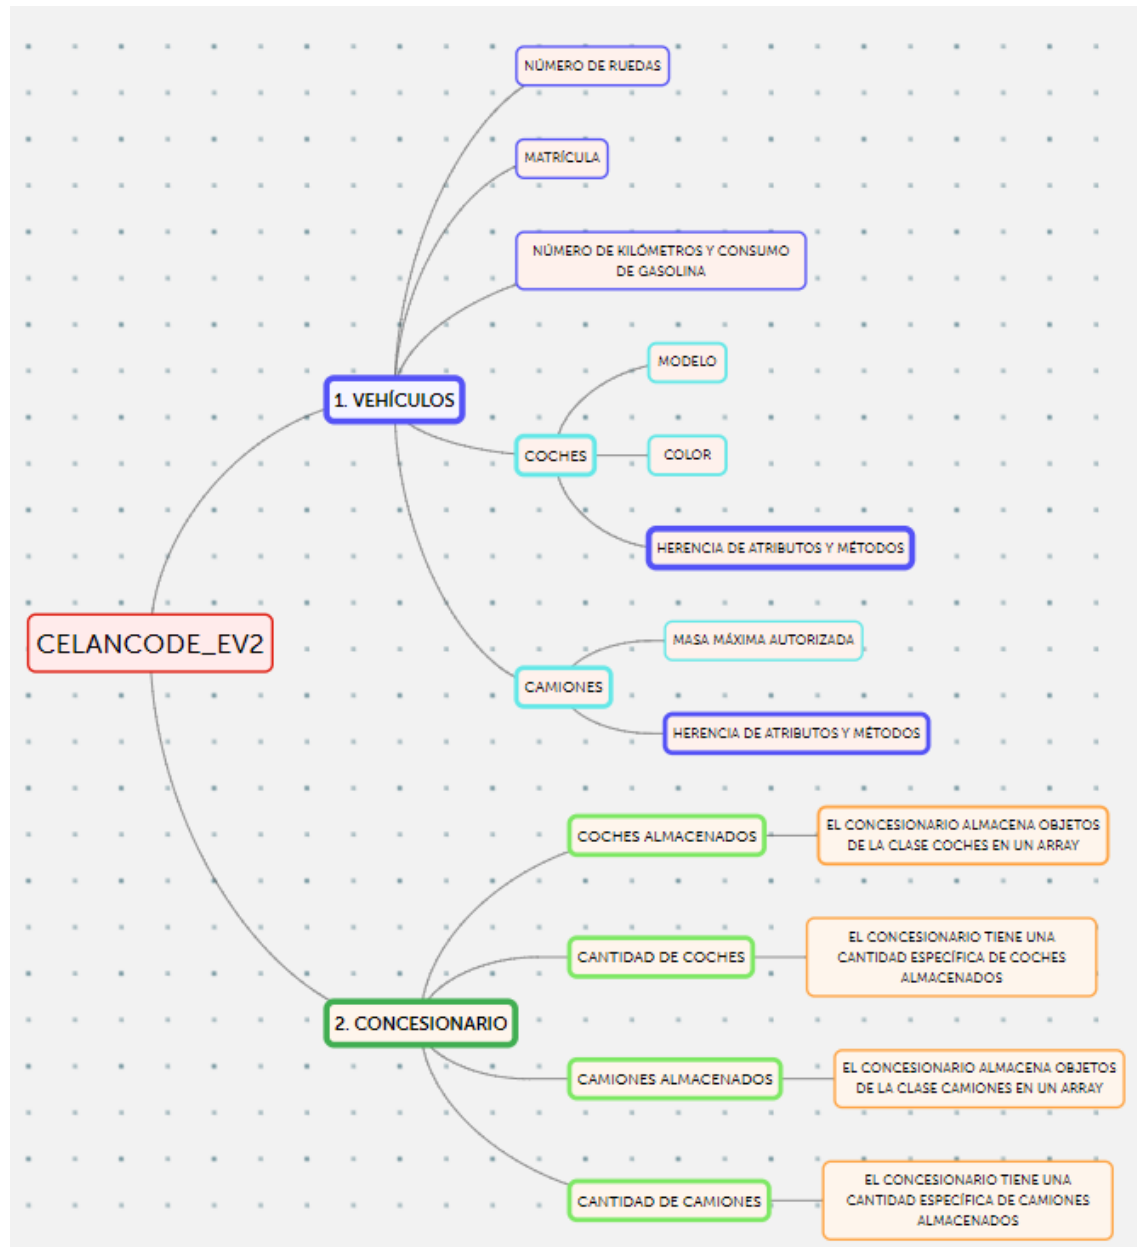 NÚMERO DE RUEDAS
MATRÍCULA
NÚMERO DE KILÓMETROS Y CONSUMO
DE GASOLINA
MODELO
1. VEHÍCULOS
COCHES
COLOR
HERENCIA DE ATRIBUTOS Y MÉTODOS
CELANCODE_EV2
MASA MÁXIMA AUTORIZADA
CAMIONES
HERENCIA DE ATRIBUTOS Y MÉTODOS
COCHES ALMACENADOS
EL CONCESIONARIO ALMACENA OBJETOS
DE LA CLASE COCHES EN UN ARRAY
CANTIDAD DE COCHES
EL CONCESIONARIO TIENE UNA
CANTIDAD ESPECÍFICA DE COCHES
ALMACENADOS
2. CONCESIONARIO
CAMIONES ALMACENADOS
EL CONCESIONARIO ALMACENA OBJETOS
DE LA CLASE CAMIONES EN UN ARRAY
CANTIDAD DE CAMIONES
EL CONCESIONARIO TIENE UNA
CANTIDAD ESPECÍFICA DE CAMIONES
ALMACENADOS